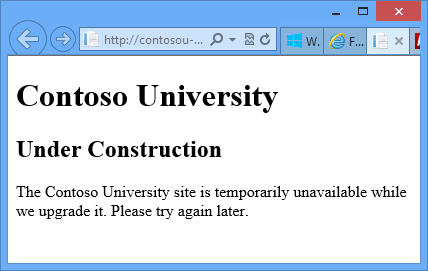 http://contosou-...
W.
F...
Contoso University
Under Construction
The Contoso University site is temporarily unavailable while
we upgrade it. Please try again later.